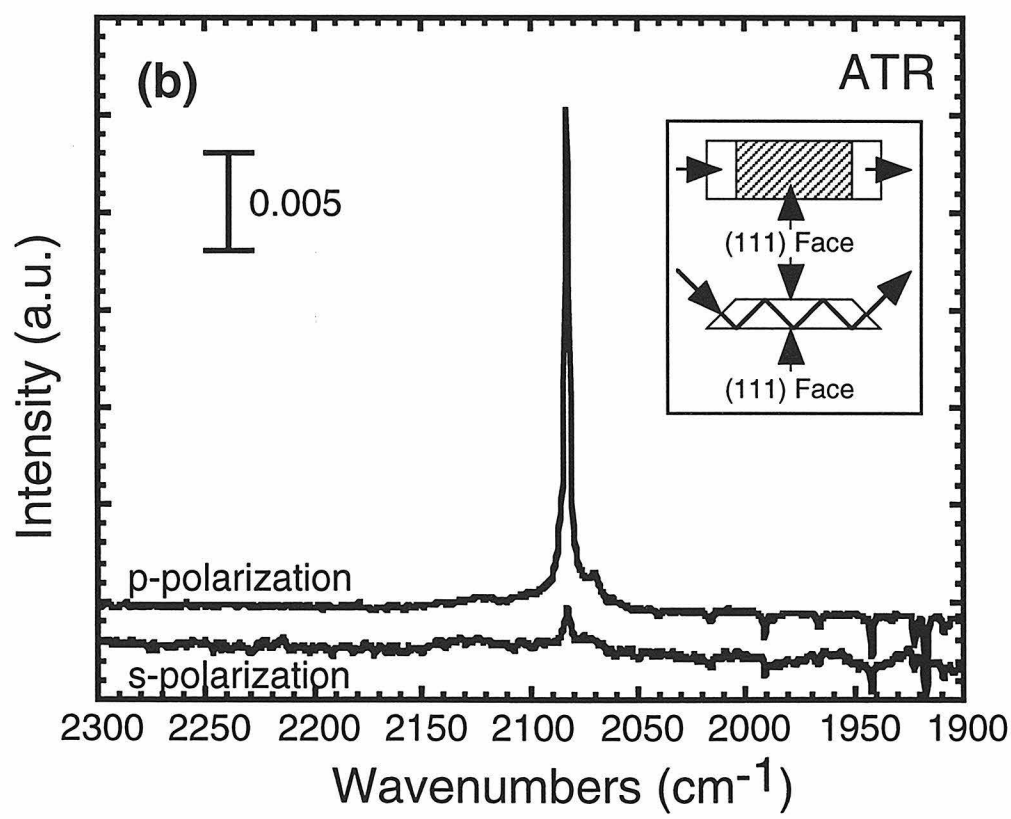 (b)
ATR
0.005
(111) Face
(111) Face
Intensity (a.u.)
p-polarization
s-polarization
2300 2250 2200 2150 2100 2050 2000 1950 1900
Wavenumbers (cm-1)